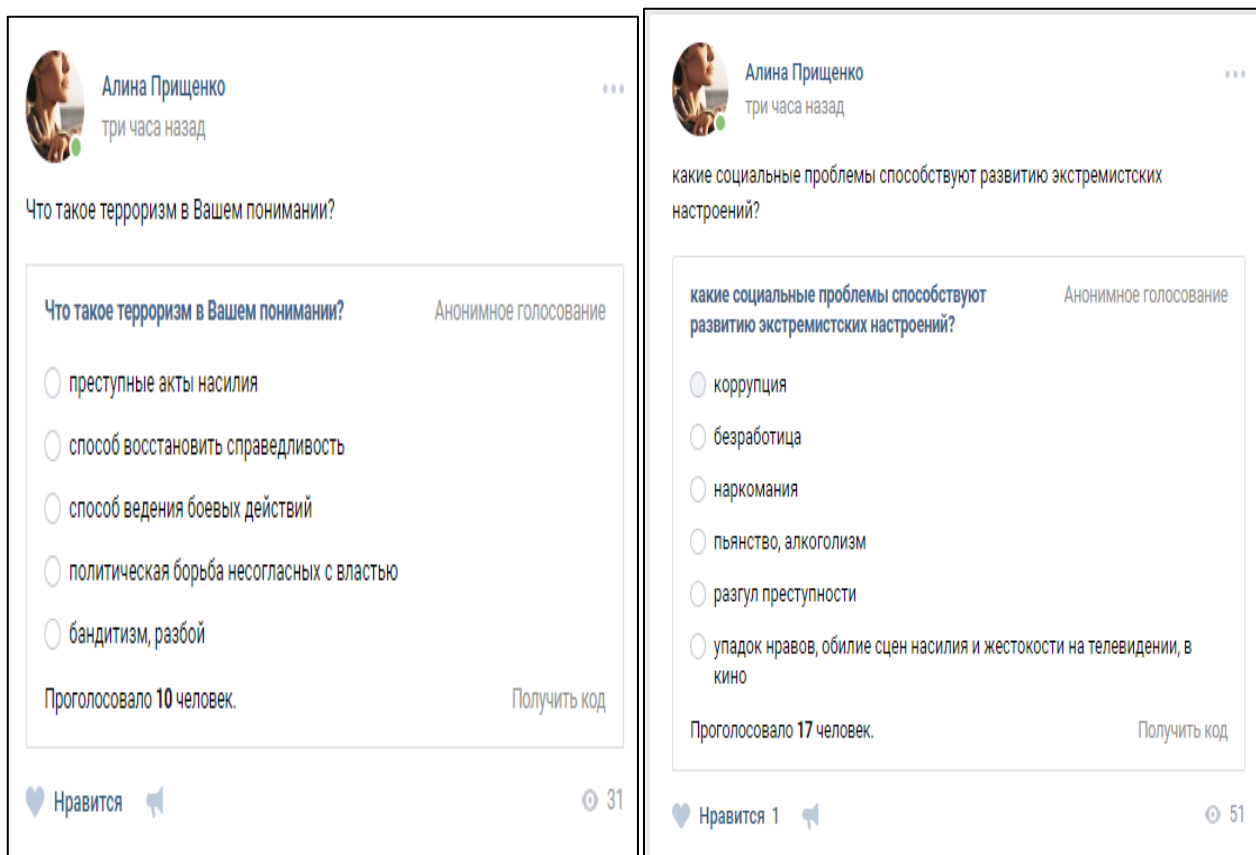 Алина Прищенко
три часа назад
Что такое терроризм в Вашем понимании?
Что такое терроризм в Вашем понимании?
Анонимное голосование
преступные акты насилия
способ восстановить справедливость
способ ведения боевых действий
политическая борьба несогласных с властью
бандитизм, разбой
Проголосовало 10 человек.
Получить код
Нравится
31
Алина Прищенко
три часа назад
какие социальные проблемы способствуют развитию экстремистских
настроений?
какие социальные проблемы способствуют
развитию экстремистских настроений?
Анонимное голосование
коррупция
безработица
наркомания
пьянство, алкоголизм
разгул преступности
упадок нравов, обилие сцен насилия и жестокости на телевидении, в
кино
Проголосовало 17 человек.
Получить код
Нравится 1
51